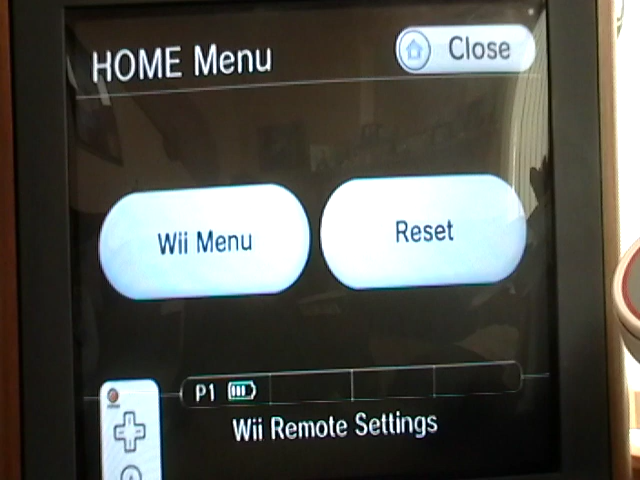 HOME Menu
Close
Wii Menu
Reset
P1
Wii Remote Settings